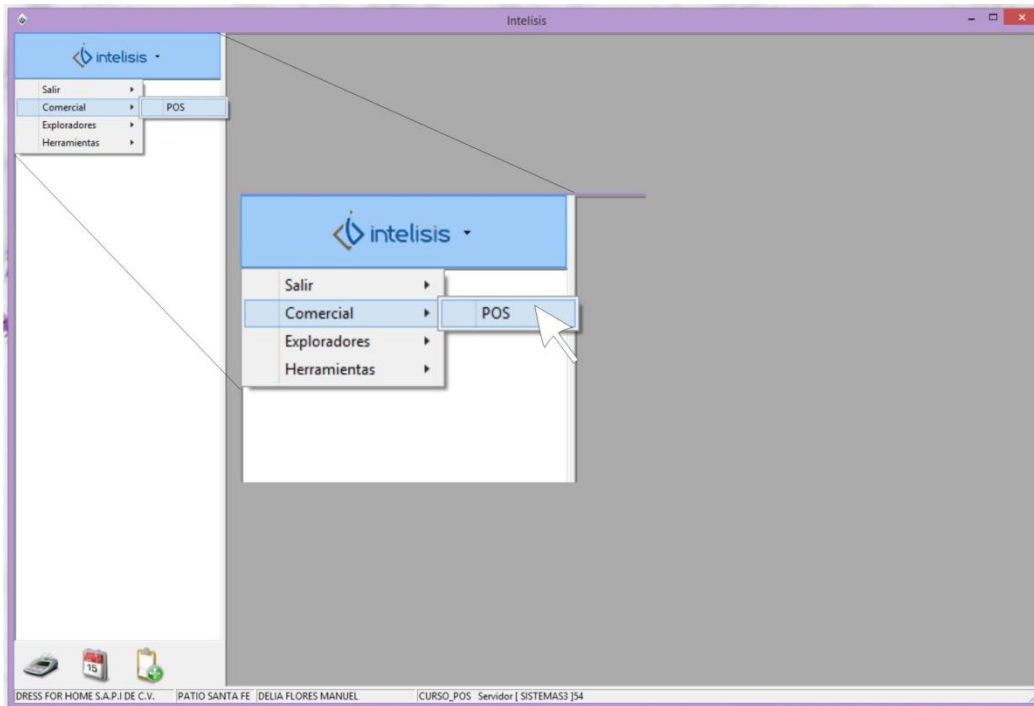 Intelisis
intelisis
Salir
Comercial
POS
Exploradores
Herramientas
intelisis
Salir
Comercial
POS
Exploradores
Herramientas
15
DRESS FOR HOME S.A.P.I DE C.V. PATIO SANTA FE DELIA FLORES MANUEL CURSO_POS Servidor [ SISTEMAS3 ]54